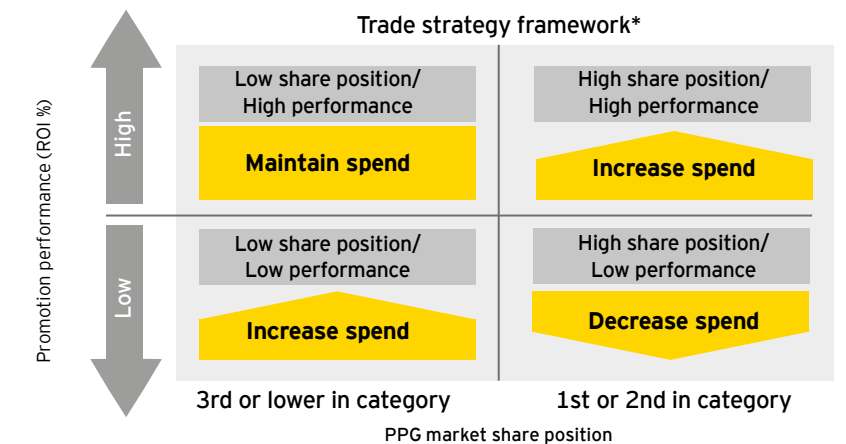 Trade strategy framework*
Promotion performance (ROI %)
High
Low share position/
High performance
Maintain spend
High share position/
High performance
Increase spend
Low
Low share position/
Low performance
Increase spend
High share position/
Low performance
Decrease spend
3rd or lower in category
1st or 2nd in category
PPG market share position